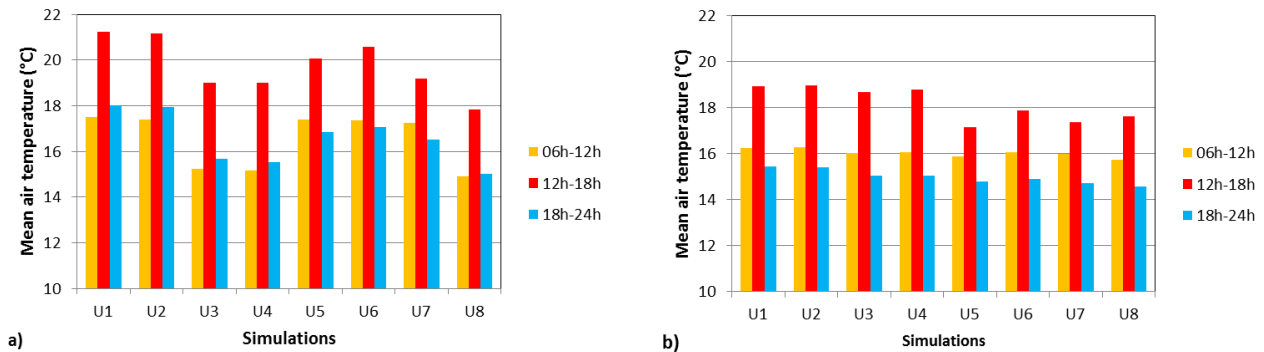 Mean air temperature (°C)
22
20
18
16
14
12
10
U1 U2 U3 U4 U5 U6 U7 U8
Simulations
06h-12h
12h-18h
18h-24h
a)
Mean air temperature (°C)
22
20
18
16
14
12
10
U1 U2 U3 U4 U5 U6 U7 U8
Simulations
06h-12h
12h-18h
18h-24h
b)